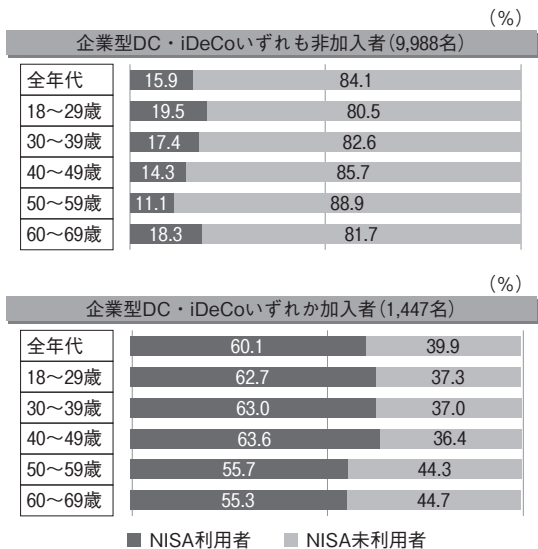 (%)
企業型DC・iDeCoいずれも非加入者(9,988名)
全年代 15.9 84.1
18〜29歳 19.5 80.5
30〜39歳 17.4 82.6
40〜49歳 14.3 85.7
50〜59歳 11.1 88.9
60〜69歳 18.3 81.7
(%)
企業型DC・iDeCoいずれか加入者(1,447名)
全年代 60.1 39.9
18〜29歳 62.7 37.3
30〜39歳 63.0 37.0
40〜49歳 63.6 36.4
50〜59歳 55.7 44.3
60〜69歳 55.3 44.7
NISA利用者 NISA未利用者